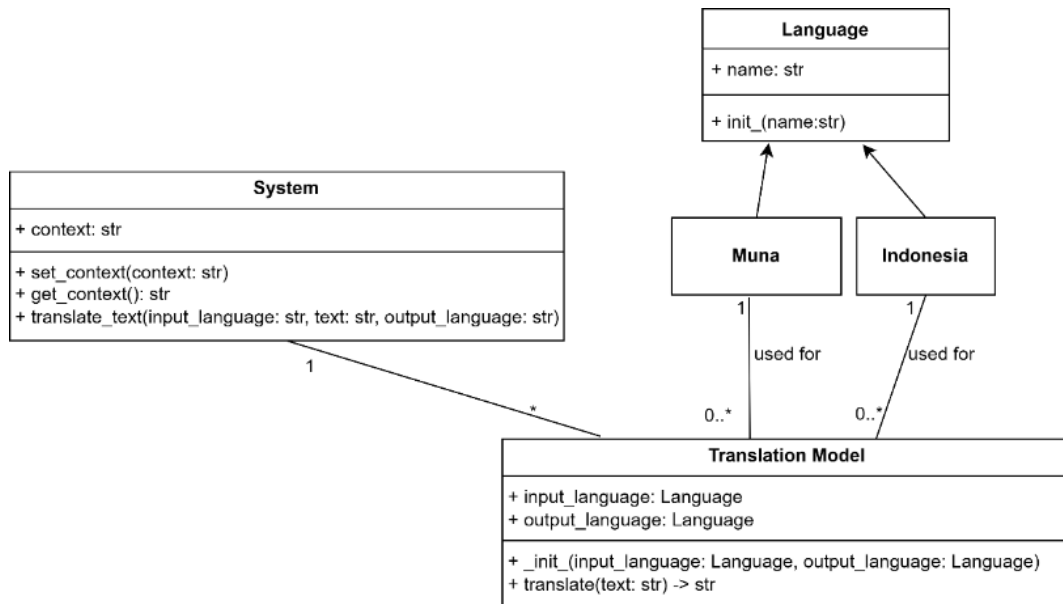 Language
+ name: str
+ init_(name:str)
System
+ context: str
+ set_context(context: str)
+ get_context(): str
+ translate_text(input_language: str, text: str, output_language: str)
Muna
Indonesia
1
1
used for
used for
1
*
0..*
0..*
Translation Model
+ input_language: Language
+ output_language: Language
+ _init_(input_language: Language, output_language: Language)
+ translate(text: str) -> str